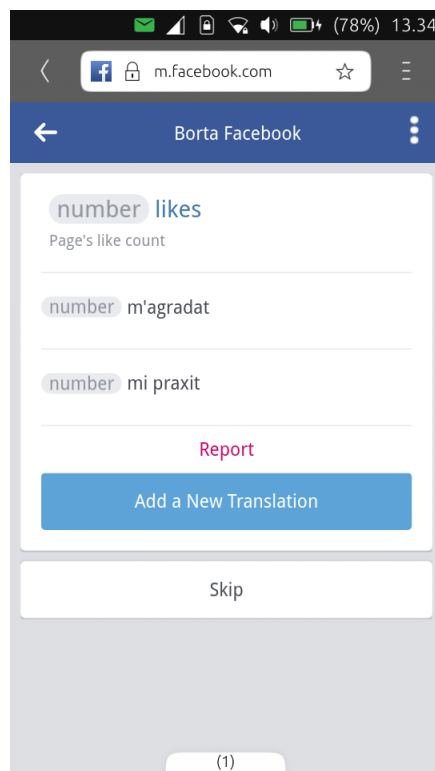 (78%) 13.34
m.facebook.com
Borta Facebook
number likes
Page's like count
number m'agradat
number mi praxit
Report
Add a New Translation
Skip
(1)